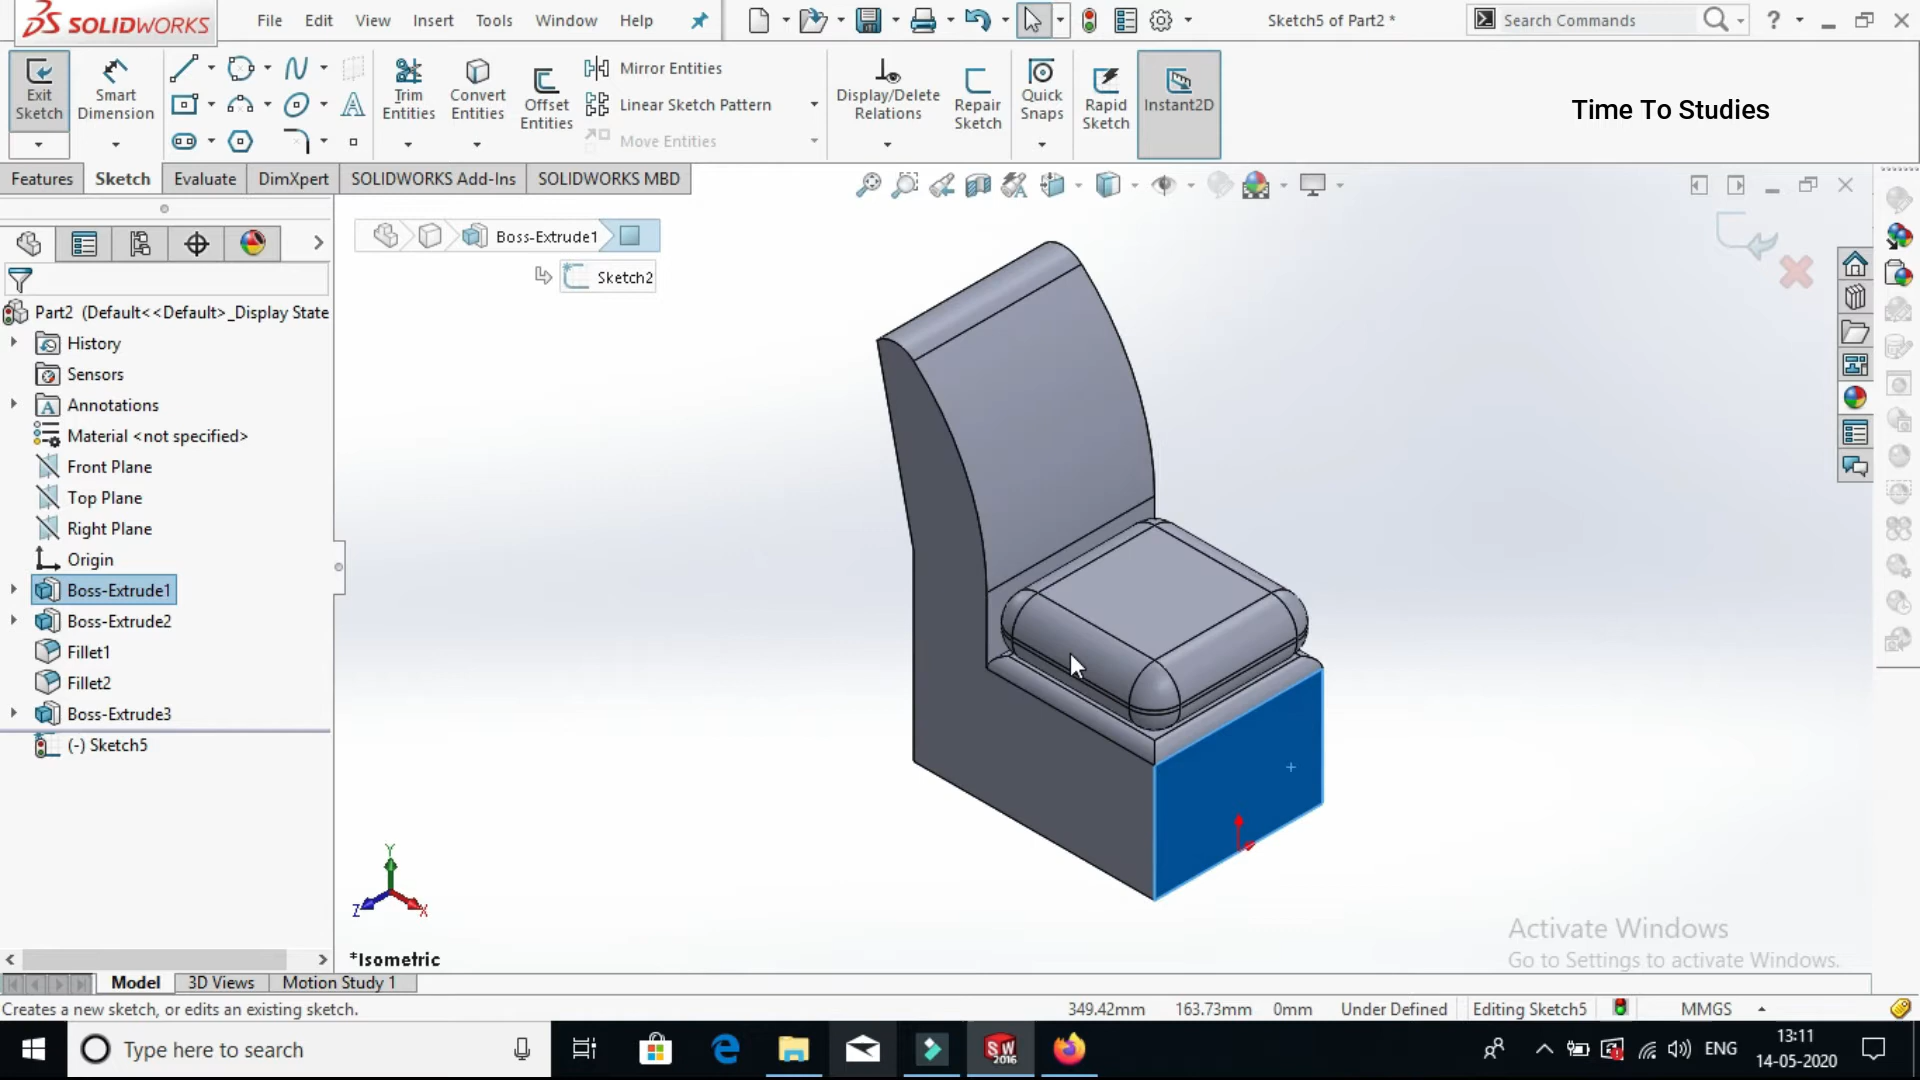 SOLIDWORKS
File Edit View Insert Tools Window Help
Sketch5 of Part2 *
Search Commands
Exit Sketch
Smart Dimension
Trim Entities
Convert Entities
Offset Entities
Mirror Entities
Linear Sketch Pattern
Move Entities
Display/Delete Relations
Repair Sketch
Quick Snaps
Rapid Sketch
Instant2D
Time To Studies
Features Sketch Evaluate DimXpert SOLIDWORKS Add-Ins SOLIDWORKS MBD
Boss-Extrude1
Sketch2
Part2 (Default<<Default>_Display State
History
Sensors
Annotations
Material <not specified>
Front Plane
Top Plane
Right Plane
Origin
Boss-Extrude1
Boss-Extrude2
Fillet1
Fillet2
Boss-Extrude3
(-) Sketch5
Y
Z
X
*Isometric
Activate Windows
Go to Settings to activate Windows.
Model 3D Views Motion Study 1
Creates a new sketch, or edits an existing sketch.
349.42mm 163.73mm 0mm Under Defined Editing Sketch5 MMGS
Type here to search
SW 2016
ENG
13:11
14-05-2020